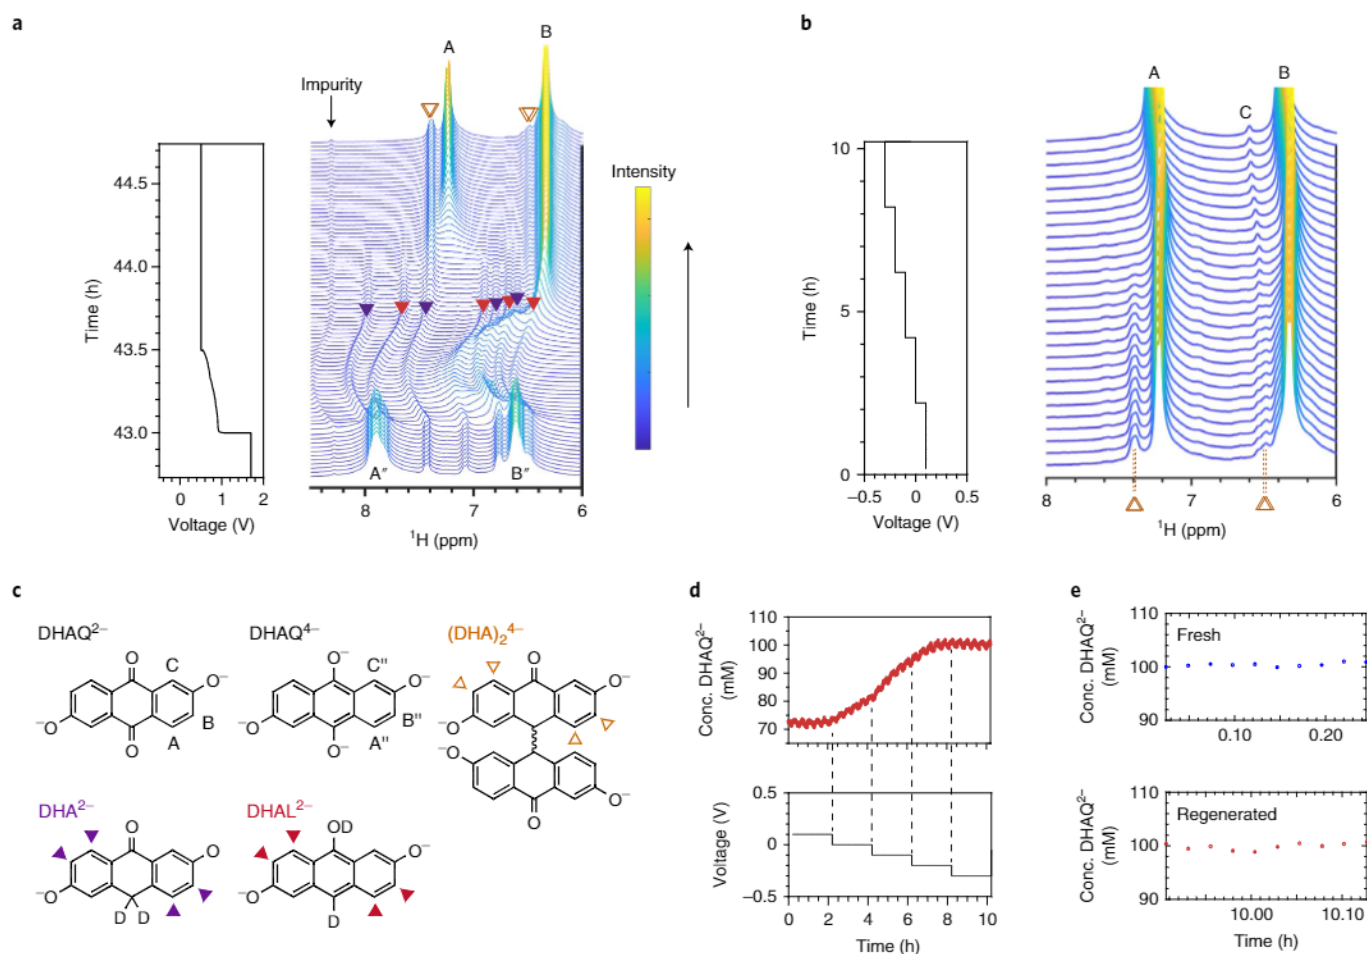 a
Impurity
A
B
Intensity
44.5
44.0
43.5
43.0
Time (h)
0 1 2
Voltage (V)
A″
B″
8 7 6
¹H (ppm)
b
A
B
C
10
5
0
Time (h)
−0.5 0 0.5
Voltage (V)
8 7 6
¹H (ppm)
c
DHAQ²⁻
O
C
O⁻
⁻O
B
O
A
DHAQ⁴⁻
O⁻
C″
O⁻
⁻O
B″
O⁻
A″
(DHA)₂⁴⁻
O
O⁻
⁻O
⁻O
O⁻
O
DHA²⁻
O
O
⁻O
D D
DHAL²⁻
OD
O⁻
⁻O
D
d
Conc. DHAQ²⁻
(mM)
110
100
90
80
70
Voltage (V)
0.5
0
−0.5
0 2 4 6 8 10
Time (h)
e
Conc. DHAQ²⁻
(mM)
110
100
90
Fresh
0.10 0.20
Conc. DHAQ²⁻
(mM)
110
100
90
Regenerated
10.00 10.10
Time (h)